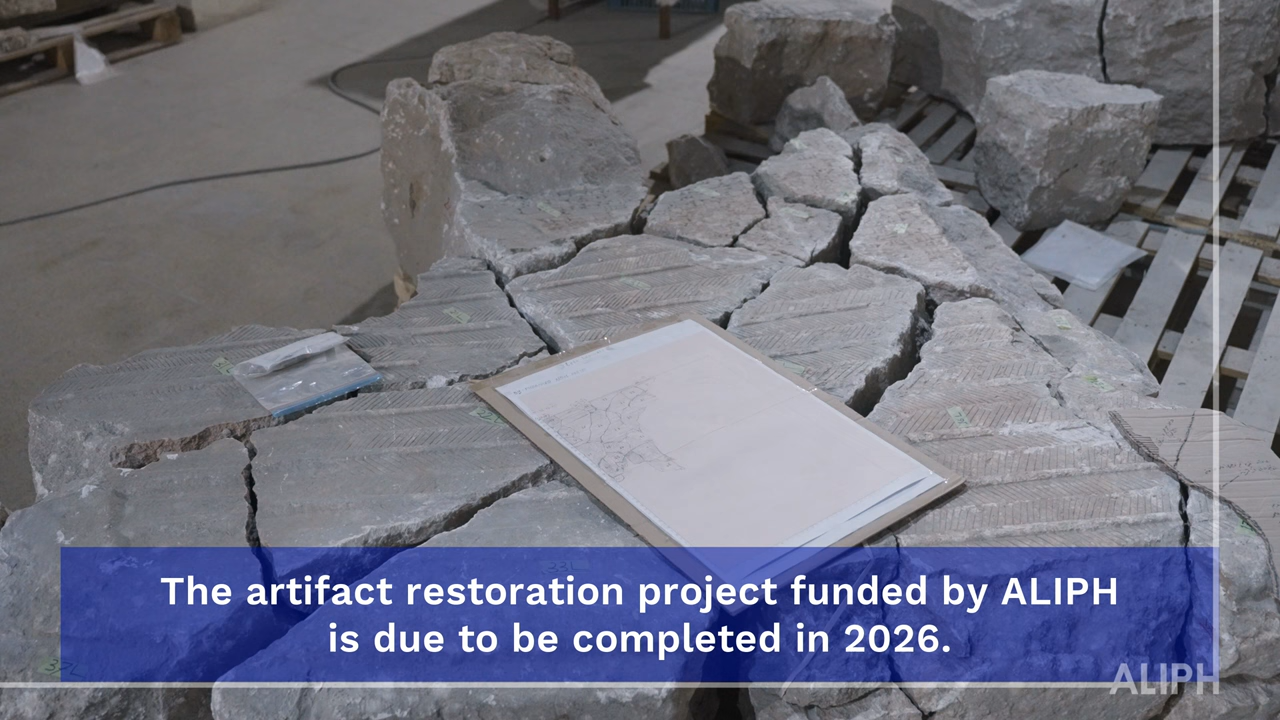 The artifact restoration project funded by ALIPH
is due to be completed in 2026.
ALIPH